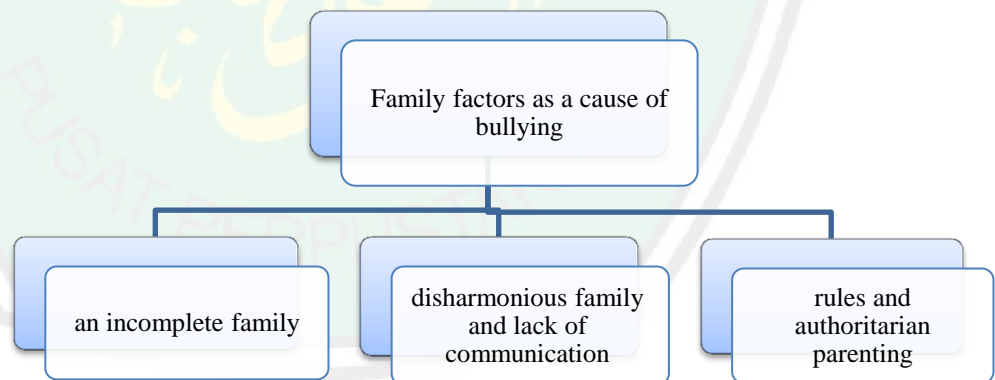 Family factors as a cause of
bullying
an incomplete family
disharmonious family
and lack of
communication
rules and
authoritarian
parenting
PUSAT